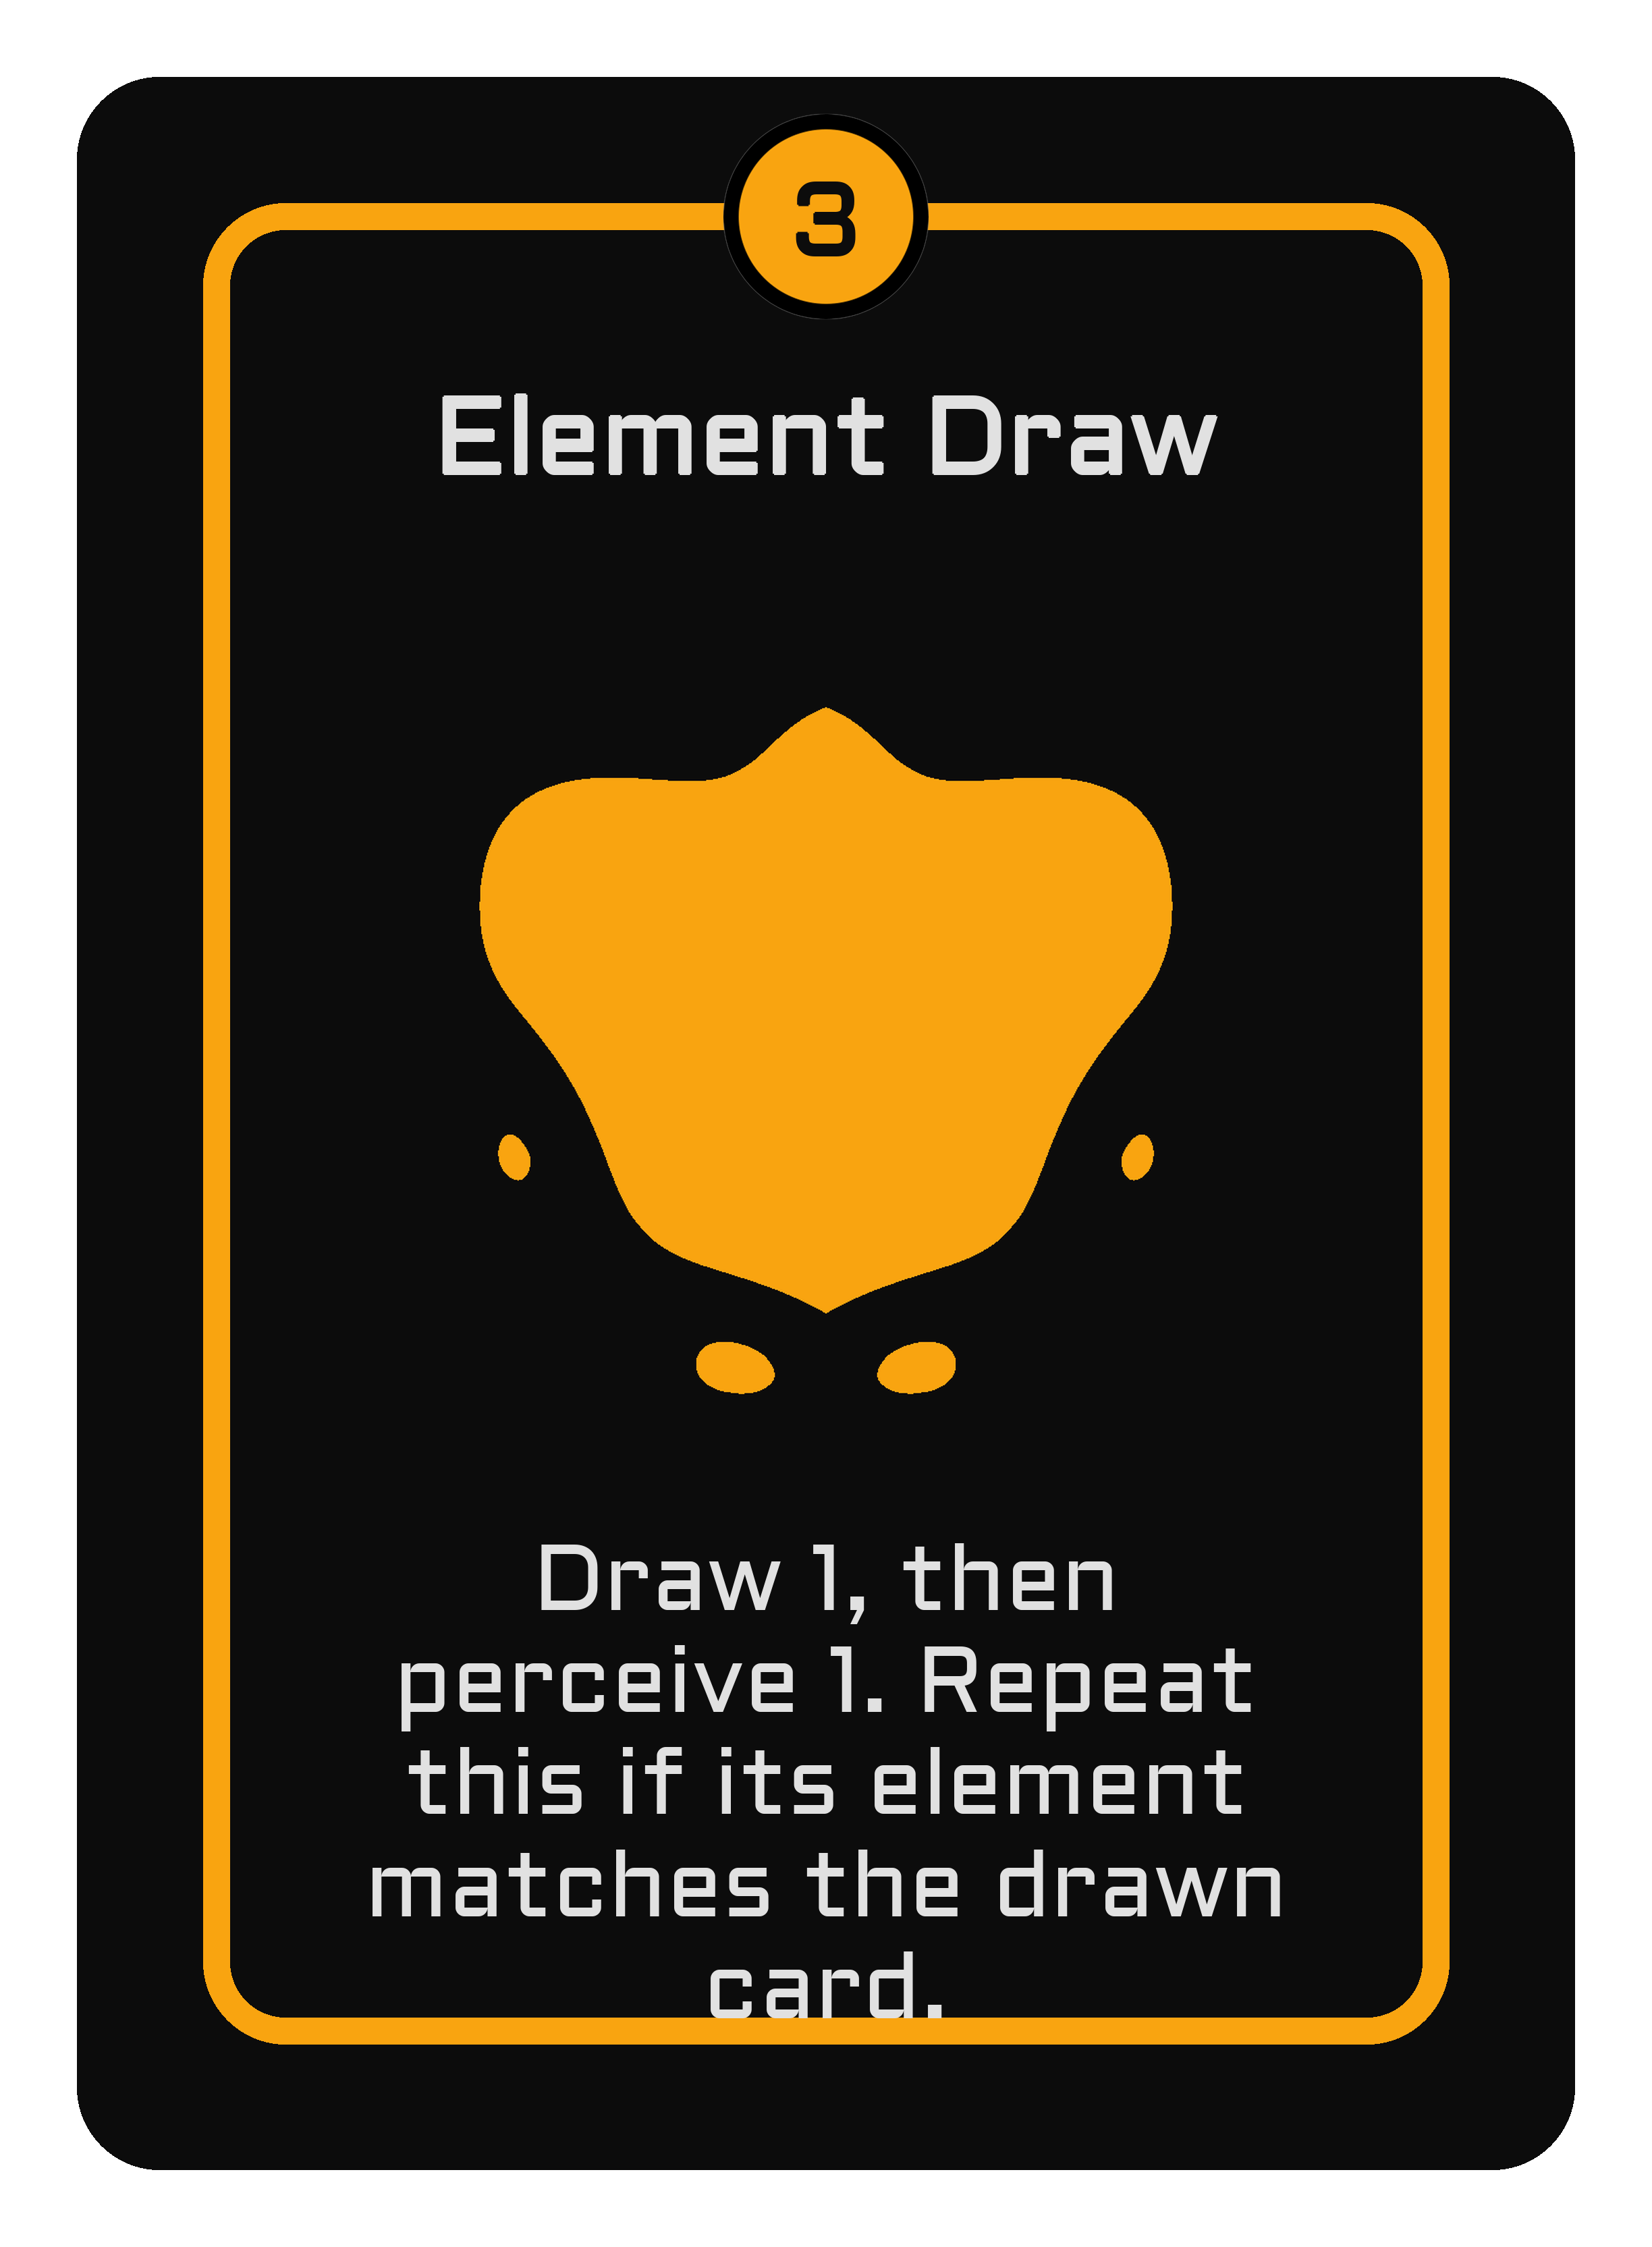 3
Element Draw
Draw 1, then
perceive 1. Repeat
this if its element
matches the drawn
card.